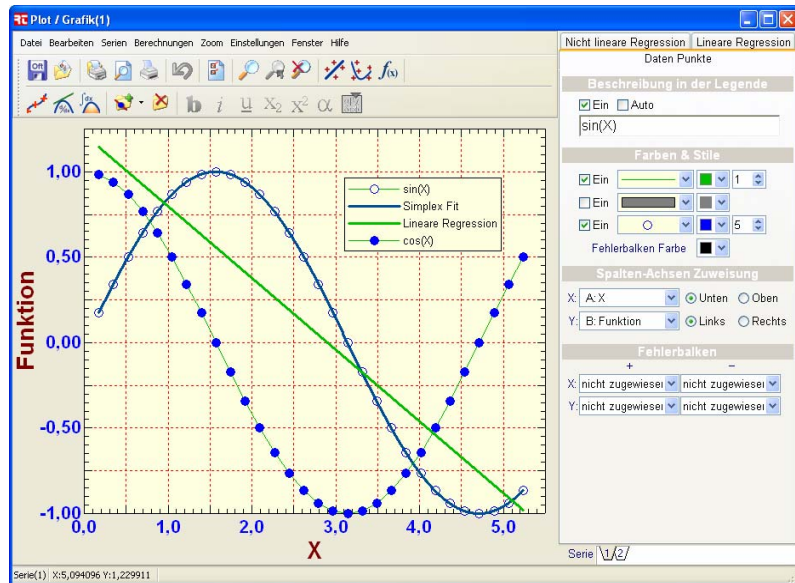 Plot / Grafik(1)
Datei Bearbeiten Serien Berechnungen Zoom Einstellungen Fenster Hilfe
f(x)
b i u X₂ X² α
1,00
0,50
0,00
-0,50
-1,00
Funktion
0,0 1,0 2,0 3,0 4,0 5,0
X
sin(X)
Simplex Fit
Lineare Regression
cos(X)
Nicht lineare Regression Lineare Regression
Daten Punkte
Beschreibung in der Legende
Ein Auto
sin(X)
Farben & Stile
Ein 1
Ein
Ein 5
Fehlerbalken Farbe
Spalten-Achsen Zuweisung
X: A: X Unten Oben
Y: B: Funktion Links Rechts
Fehlerbalken
+ −
X: nicht zugewiesen nicht zugewiesen
Y: nicht zugewiesen nicht zugewiesen
Serie 1 2
Serie(1) X:5,094096 Y:1,229911